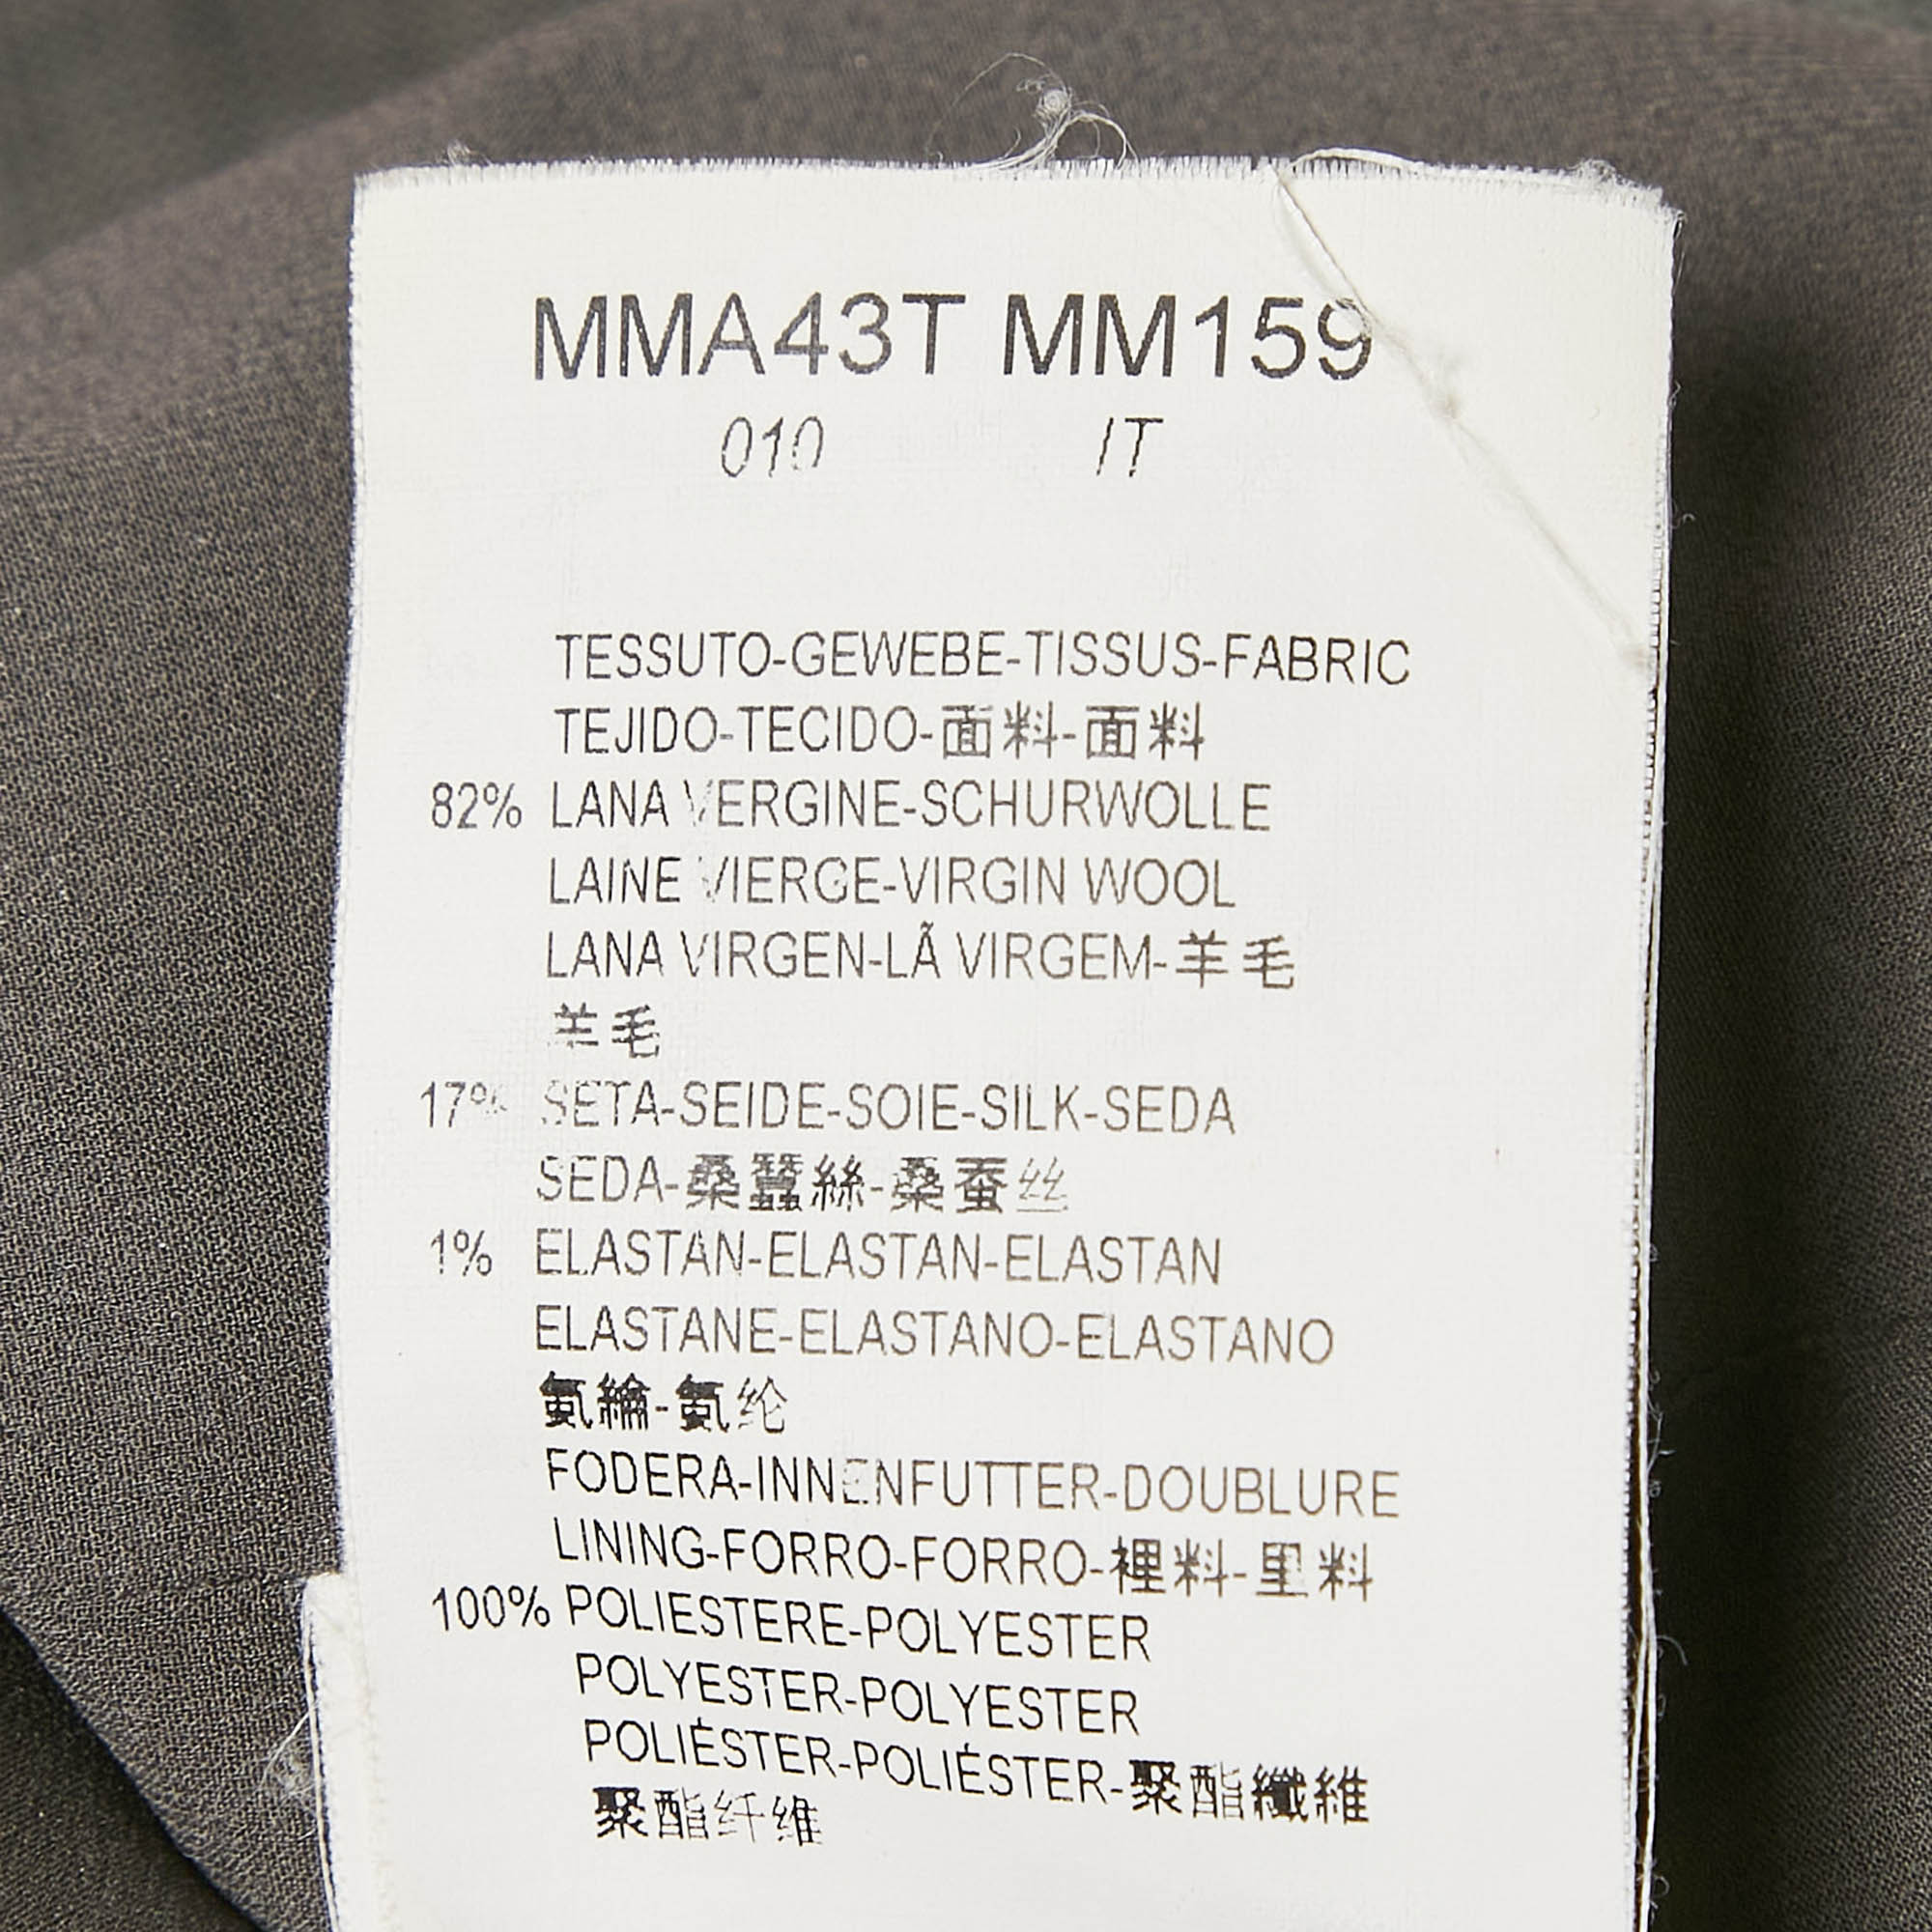 MMA43T MM159
010 IT
TESSUTO-GEWEBE-TISSUS-FABRIC
TEJIDO-TECIDO-面料-面料
82% LANA VERGINE-SCHURWOLLE
LAINE VIERGE-VIRGIN WOOL
LANA VIRGEN-LÃ VIRGEM-羊毛
羊毛
17% SETA-SEIDE-SOIE-SILK-SEDA
SEDA-桑蠶絲-桑蚕丝
1% ELASTAN-ELASTAN-ELASTAN
ELASTANE-ELASTANO-ELASTANO
氨綸-氨纶
FODERA-INNENFUTTER-DOUBLURE
LINING-FORRO-FORRO-裡料-里料
100% POLIESTERE-POLYESTER
POLYESTER-POLYESTER
POLIÉSTER-POLIÉSTER-聚酯纖維
聚酯纤维